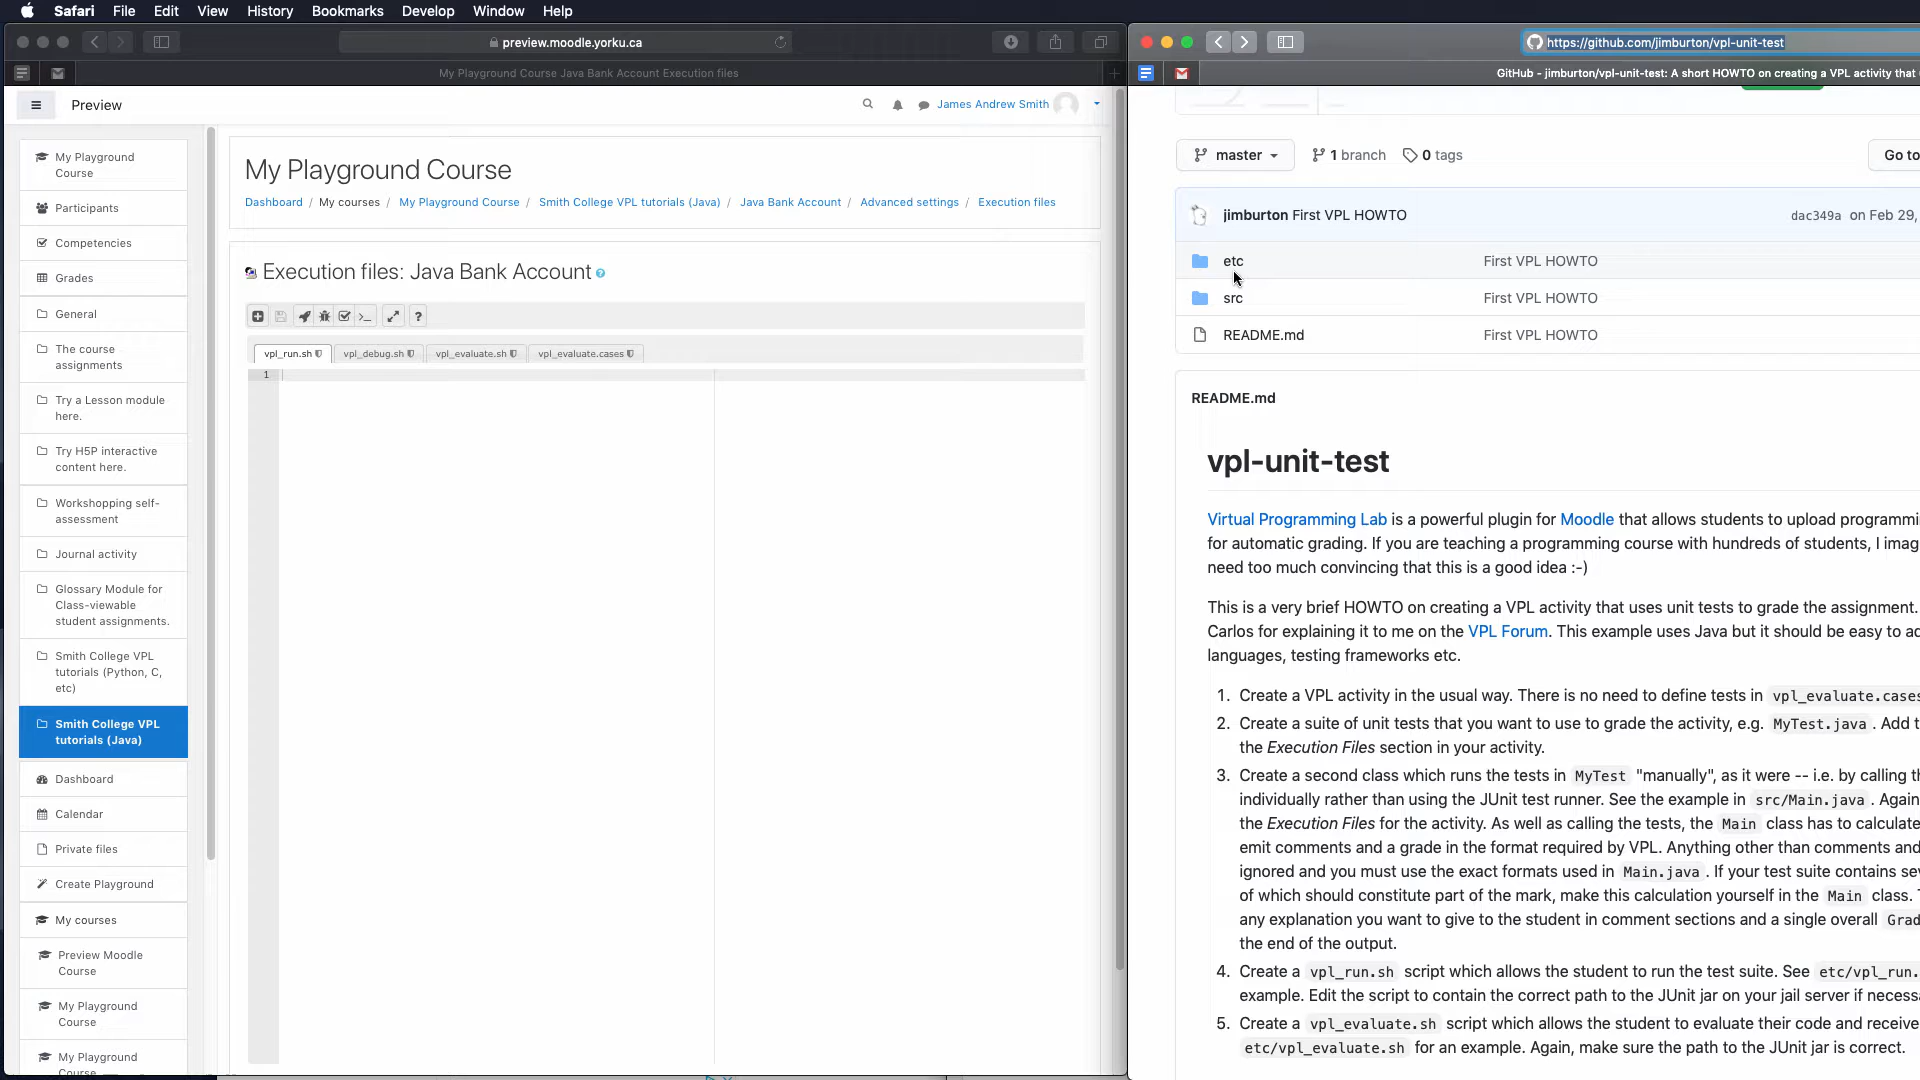 Safari File Edit View History Bookmarks Develop Window Help
preview.moodle.yorku.ca
My Playground Course Java Bank Account Execution files
Preview
James Andrew Smith
My Playground
Course
Participants
Competencies
Grades
General
The course
assignments
Try a Lesson module
here.
Try H5P interactive
content here.
Workshopping self-
assessment
Journal activity
Glossary Module for
Class-viewable
student assignments.
Smith College VPL
tutorials (Python, C,
etc)
Smith College VPL
tutorials (Java)
Dashboard
Calendar
Private files
Create Playground
My courses
Preview Moodle
Course
My Playground
Course
My Playground
Course
My Playground Course
Dashboard / My courses / My Playground Course / Smith College VPL tutorials (Java) / Java Bank Account / Advanced settings / Execution files
Execution files: Java Bank Account ?
?
vpl_run.sh vpl_debug.sh vpl_evaluate.sh vpl_evaluate.cases
1
https://github.com/jimburton/vpl-unit-test
GitHub - jimburton/vpl-unit-test: A short HOWTO on creating a VPL activity that
master 1 branch 0 tags Go to
jimburton First VPL HOWTO dac349a on Feb 29,
etc First VPL HOWTO
src First VPL HOWTO
README.md First VPL HOWTO
README.md
vpl-unit-test
Virtual Programming Lab is a powerful plugin for Moodle that allows students to upload programmi
for automatic grading. If you are teaching a programming course with hundreds of students, I imag
need too much convincing that this is a good idea :-)
This is a very brief HOWTO on creating a VPL activity that uses unit tests to grade the assignment.
Carlos for explaining it to me on the VPL Forum. This example uses Java but it should be easy to ad
languages, testing frameworks etc.
1. Create a VPL activity in the usual way. There is no need to define tests in vpl_evaluate.cases
2. Create a suite of unit tests that you want to use to grade the activity, e.g. MyTest.java. Add t
the Execution Files section in your activity.
3. Create a second class which runs the tests in MyTest "manually", as it were -- i.e. by calling th
individually rather than using the JUnit test runner. See the example in src/Main.java. Again
the Execution Files for the activity. As well as calling the tests, the Main class has to calculate
emit comments and a grade in the format required by VPL. Anything other than comments and
ignored and you must use the exact formats used in Main.java. If your test suite contains se
of which should constitute part of the mark, make this calculation yourself in the Main class. T
any explanation you want to give to the student in comment sections and a single overall Grad
the end of the output.
4. Create a vpl_run.sh script which allows the student to run the test suite. See etc/vpl_run.
example. Edit the script to contain the correct path to the JUnit jar on your jail server if necess
5. Create a vpl_evaluate.sh script which allows the student to evaluate their code and receive
etc/vpl_evaluate.sh for an example. Again, make sure the path to the JUnit jar is correct.